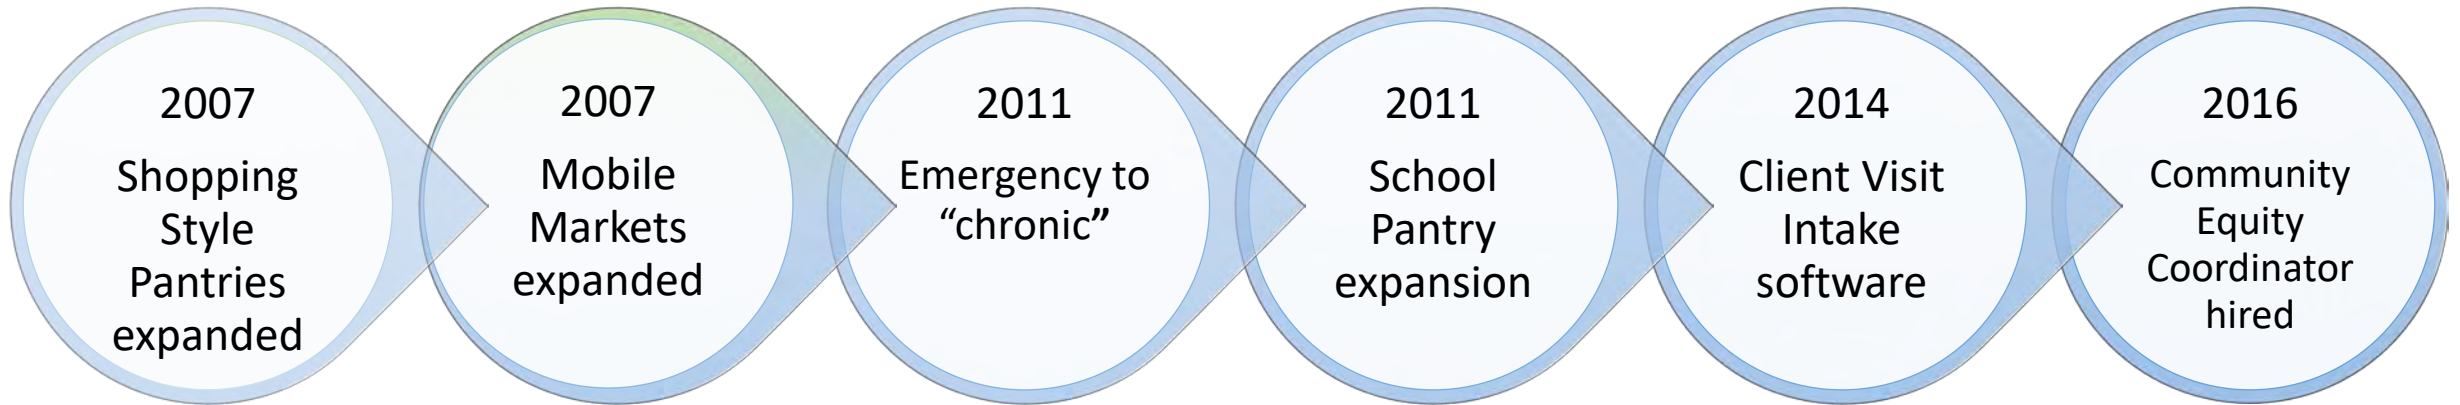 2007
Shopping
Style
Pantries
expanded
2007
Mobile
Markets
expanded
2011
Emergency to
“chronic”
2011
School
Pantry
expansion
2014
Client Visit
Intake
software
2016
Community
Equity
Coordinator
hired